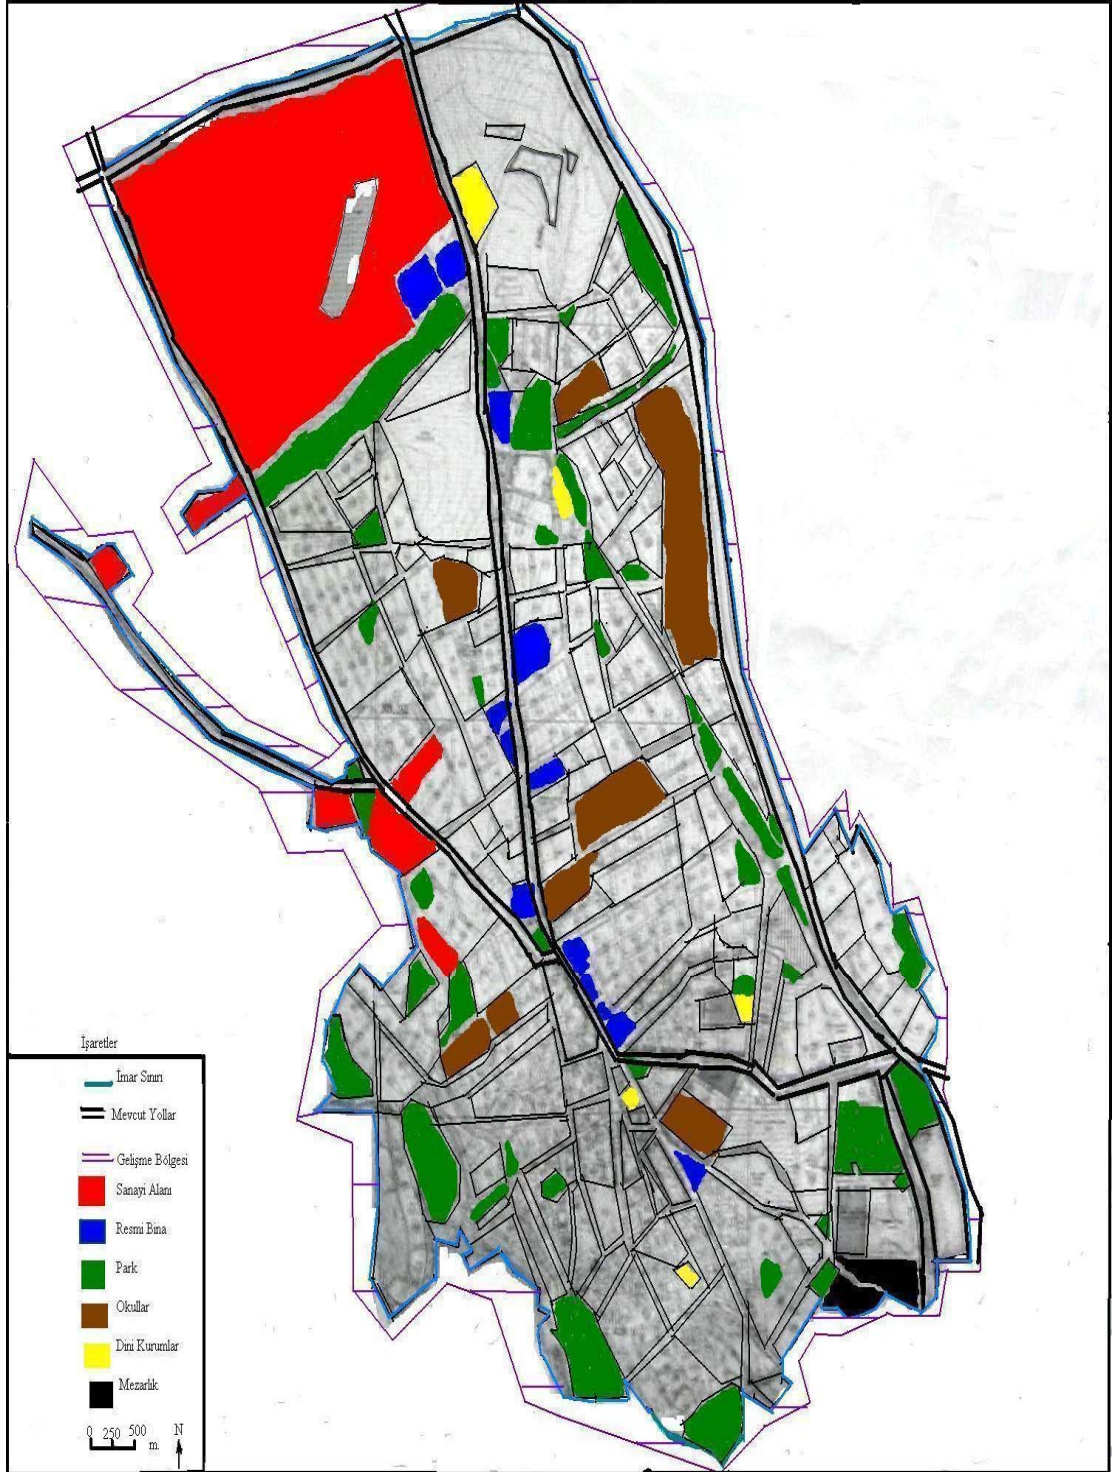 İşaretler
İmar Sınırı
Mevcut Yollar
Gelişme Bölgesi
Sanayi Alanı
Resmi Bina
Park
Okullar
Dini Kurumlar
Mezarlık
0 250 500
m.
N